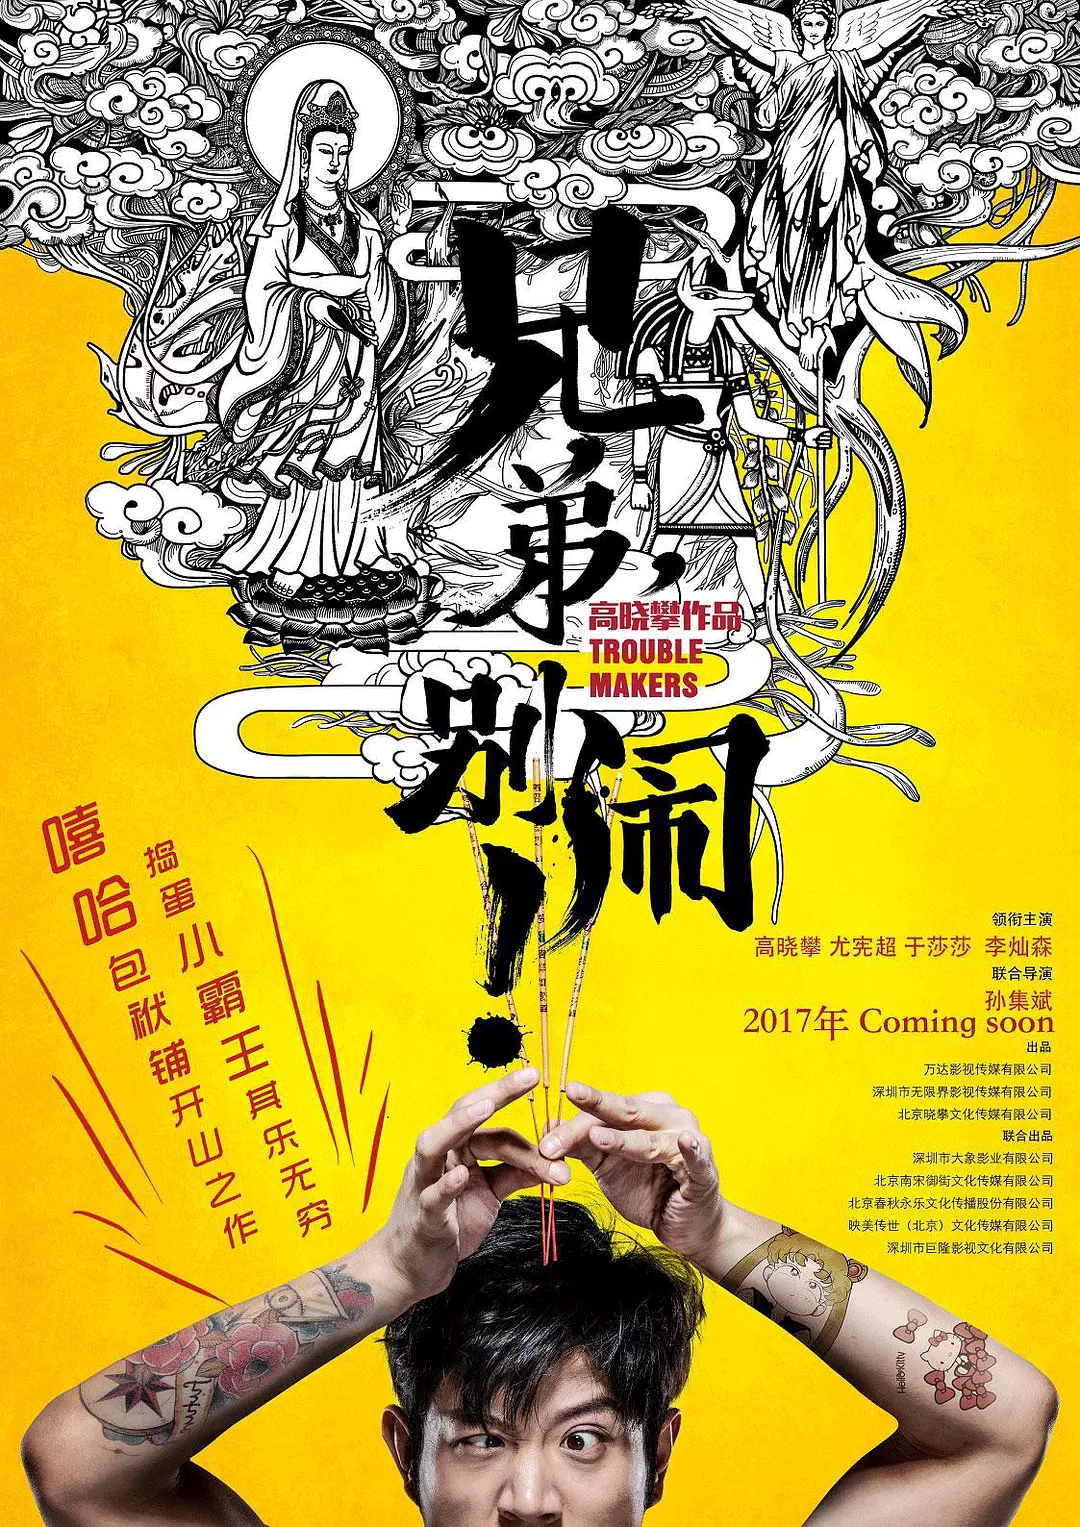 兄弟，
别闹！
高晓攀作品
TROUBLE
MAKERS
嘻哈包袱铺开山之作
捣蛋小霸王其乐无穷
领衔主演
高晓攀 尤宪超 于莎莎 李灿森
联合导演
孙集斌
2017年 Coming soon
出品
万达影视传媒有限公司
深圳市无限界影视传媒有限公司
北京晓攀文化传媒有限公司
联合出品
深圳市大象影业有限公司
北京南宋御街文化传媒有限公司
北京春秋永乐文化传播股份有限公司
映美传世（北京）文化传媒有限公司
深圳市巨隆影视文化有限公司
Hello Kitty